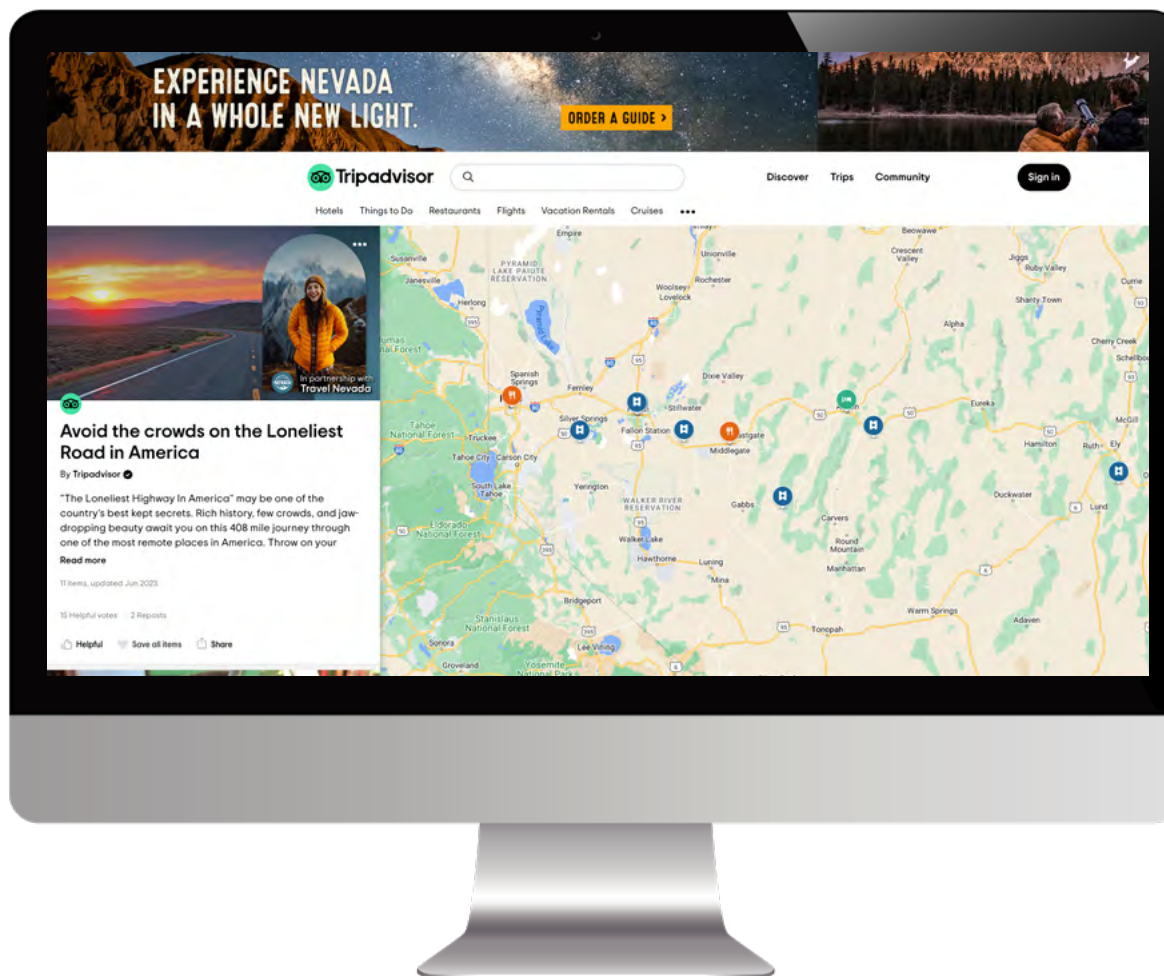 EXPERIENCE NEVADA
IN A WHOLE NEW LIGHT.
ORDER A GUIDE >
Tripadvisor
Discover Trips Community Sign in
Hotels Things to Do Restaurants Flights Vacation Rentals Cruises •••
In partnership with
Travel Nevada
Avoid the crowds on the Loneliest
Road in America
By Tripadvisor
"The Loneliest Highway In America" may be one of the
country's best kept secrets. Rich history, few crowds, and jaw-
dropping beauty await you on this 408 mile journey through
one of the most remote places in America. Throw on your
Read more
11 items, updated Jun 2023
15 Helpful votes 2 Reposts
Helpful Save all items Share
Empire
Beowawe
Susanville
PYRAMID
LAKE PAIUTE
RESERVATION
Unionville
Crescent
Valley
Jiggs
Ruby Valley
Janesville
Rochester
Currie
Herlong
Woolsey
Lovelock
Shanty Town
Pyramid Lake
Alpha
Cherry Creek
Spanish
Springs
Fernley
Dixie Valley
Silver Springs
Stillwater
Eureka
McGill
Tahoe
National Forest
Truckee
Fallon Station
Middlegate
Hamilton
Ruth
Ely
Tahoe City
Carson City
South Lake
Tahoe
Yerington
WALKER RIVER
RESERVATION
Gabbs
Duckwater
Lund
Eldorado
National Forest
Walker Lake
Carvers
Round
Mountain
Hawthorne
Luning
Manhattan
Mina
Bridgeport
Warm Springs
Stanislaus
National Forest
Tonopah
Adaven
Sonora
Lee Vining
Groveland
Yosemite
National Park